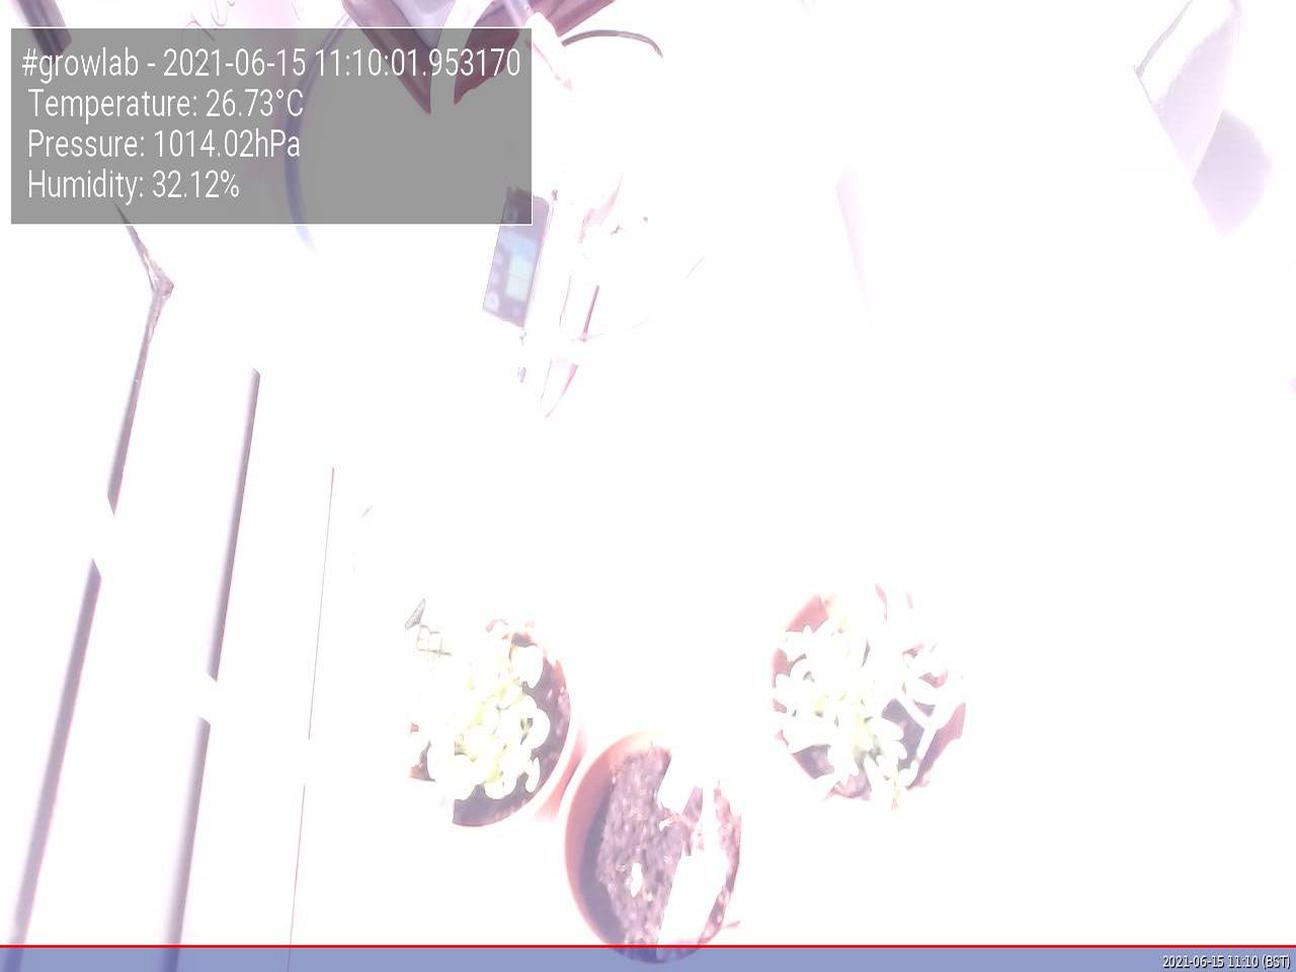 #growlab - 2021-06-15 11:10:01.953170
Temperature: 26.73°C
Pressure: 1014.02hPa
Humidity: 32.12%
2021-06-15 11:10 (BST)